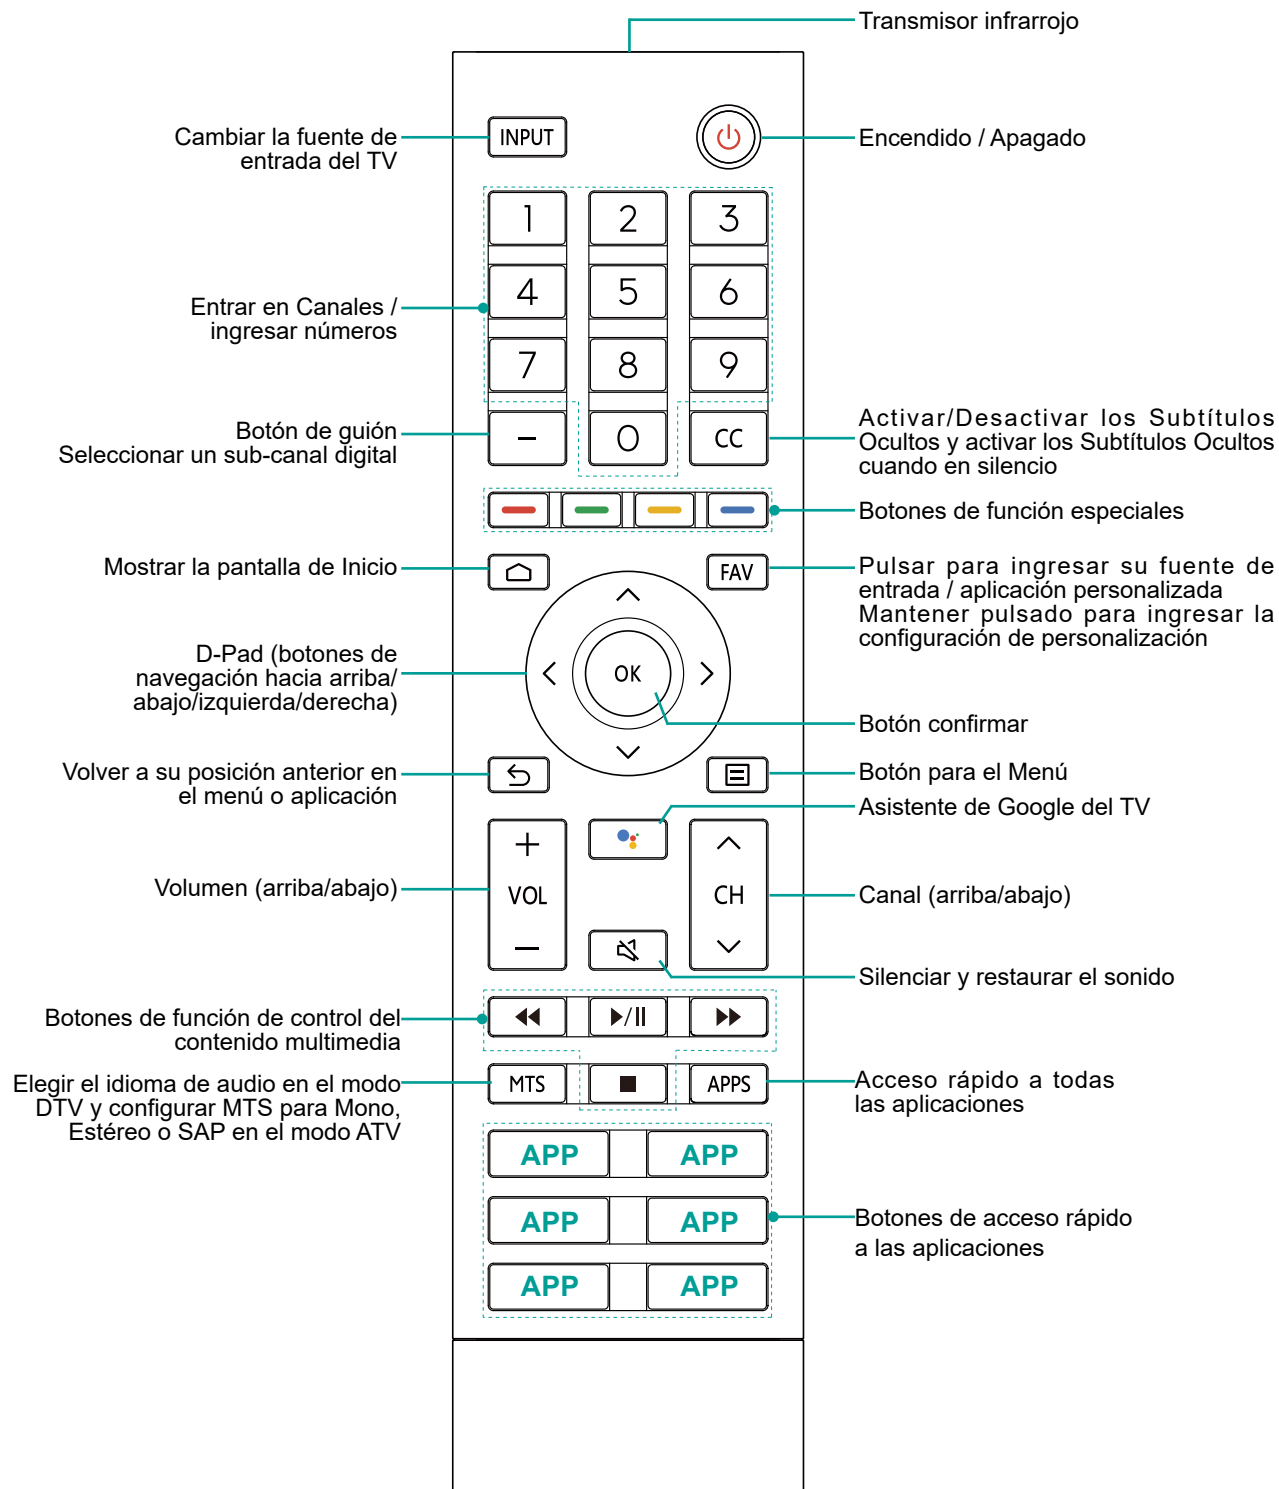 Transmisor infrarrojo
Cambiar la fuente de
entrada del TV
INPUT
Encendido / Apagado
1 2 3
4 5 6
Entrar en Canales /
ingresar números
7 8 9
Botón de guión
Seleccionar un sub-canal digital
– 0 CC
Activar/Desactivar los Subtítulos
Ocultos y activar los Subtítulos Ocultos
cuando en silencio
Botones de función especiales
Mostrar la pantalla de Inicio
FAV
Pulsar para ingresar su fuente de
entrada / aplicación personalizada
Mantener pulsado para ingresar la
configuración de personalización
D-Pad (botones de
navegación hacia arriba/
abajo/izquierda/derecha)
OK
Botón confirmar
Volver a su posición anterior en
el menú o aplicación
Botón para el Menú
Asistente de Google del TV
Volumen (arriba/abajo)
+
VOL
–
CH
Canal (arriba/abajo)
Silenciar y restaurar el sonido
Botones de función de control del
contenido multimedia
Elegir el idioma de audio en el modo
DTV y configurar MTS para Mono,
Estéreo o SAP en el modo ATV
MTS
APPS
Acceso rápido a todas
las aplicaciones
APP APP
APP APP
APP APP
Botones de acceso rápido
a las aplicaciones